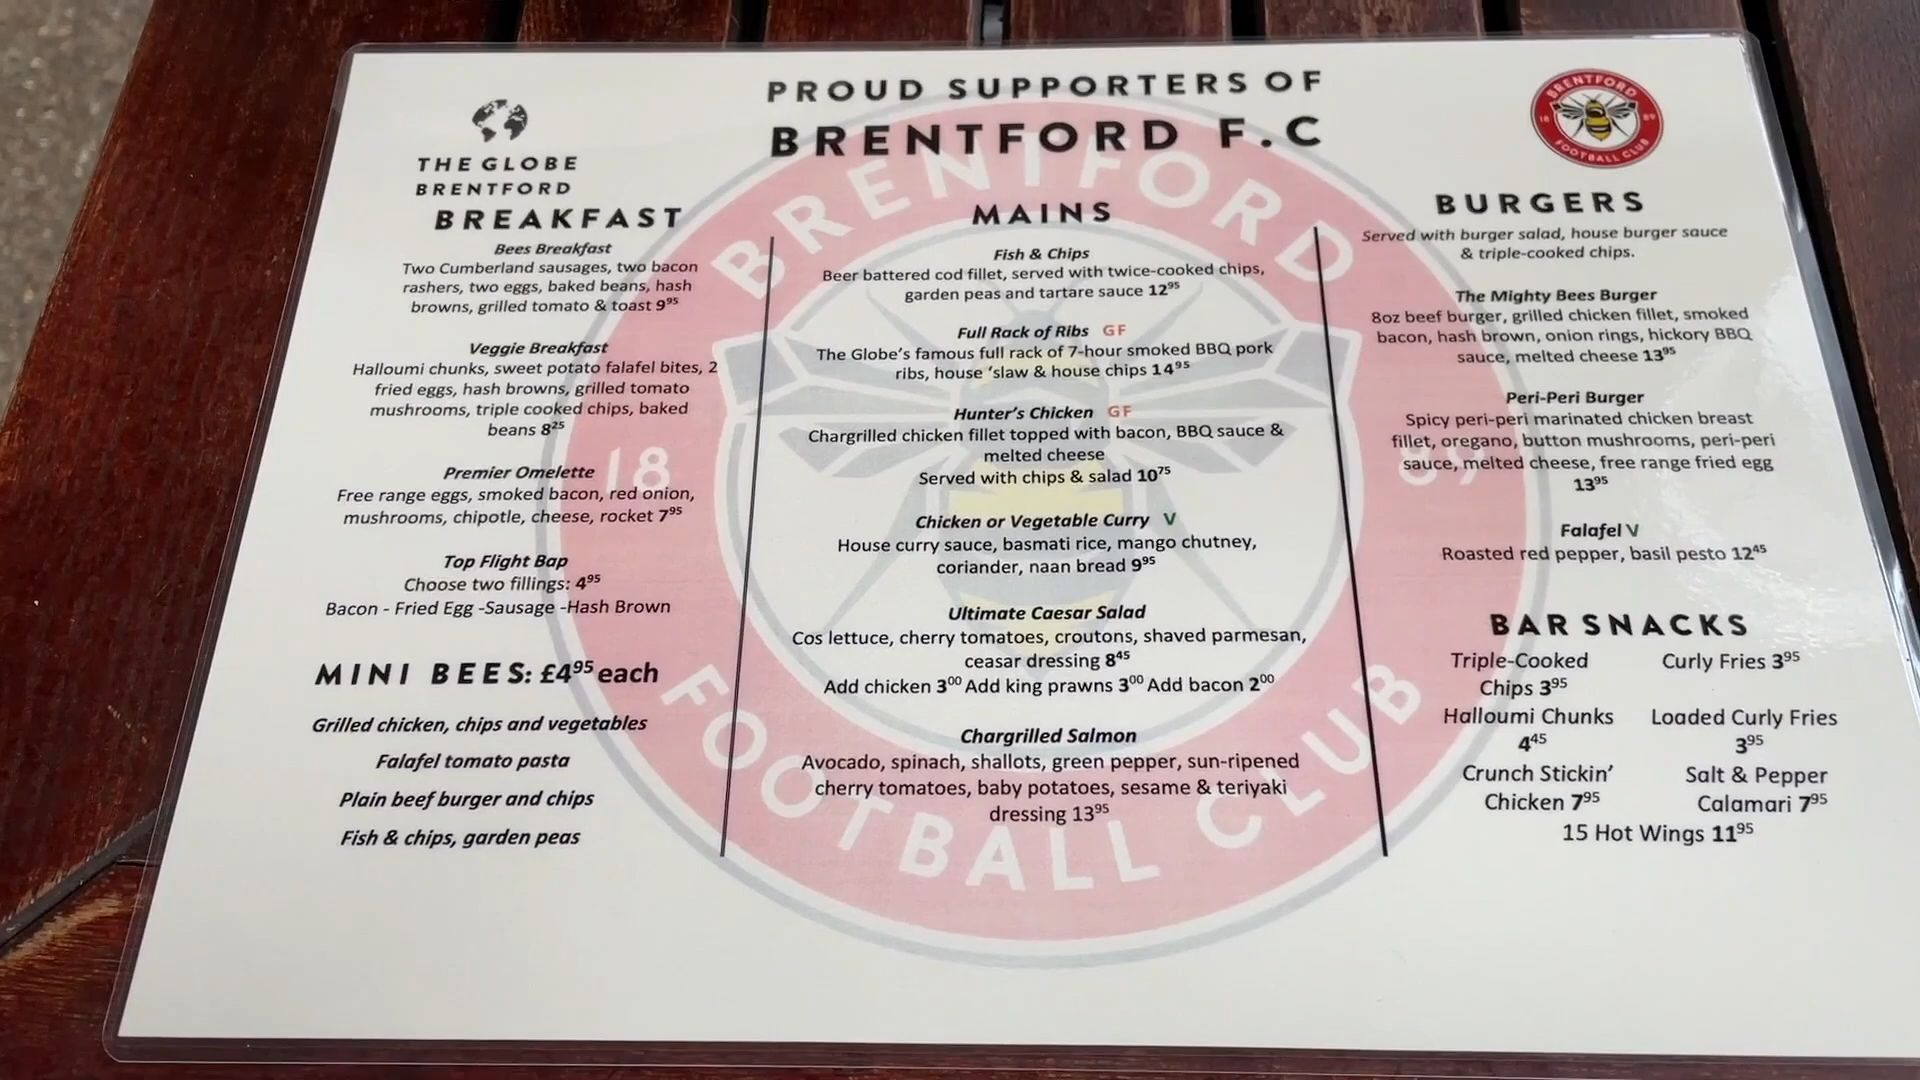 PROUD SUPPORTERS OF
BRENTFORD F.C
THE GLOBE
BRENTFORD
BRENTFORD
18 89
FOOTBALL CLUB
BREAKFAST
Bees Breakfast
Two Cumberland sausages, two bacon
rashers, two eggs, baked beans, hash
browns, grilled tomato & toast 9⁹⁵
Veggie Breakfast
Halloumi chunks, sweet potato falafel bites, 2
fried eggs, hash browns, grilled tomato
mushrooms, triple cooked chips, baked
beans 8²⁵
Premier Omelette
Free range eggs, smoked bacon, red onion,
mushrooms, chipotle, cheese, rocket 7⁹⁵
Top Flight Bap
Choose two fillings: 4⁹⁵
Bacon - Fried Egg -Sausage -Hash Brown
MINI BEES: £4⁹⁵ each
Grilled chicken, chips and vegetables
Falafel tomato pasta
Plain beef burger and chips
Fish & chips, garden peas
MAINS
Fish & Chips
Beer battered cod fillet, served with twice-cooked chips,
garden peas and tartare sauce 12⁹⁵
Full Rack of Ribs GF
The Globe's famous full rack of 7-hour smoked BBQ pork
ribs, house 'slaw & house chips 14⁹⁵
Hunter's Chicken GF
Chargrilled chicken fillet topped with bacon, BBQ sauce &
melted cheese
Served with chips & salad 10⁷⁵
Chicken or Vegetable Curry V
House curry sauce, basmati rice, mango chutney,
coriander, naan bread 9⁹⁵
Ultimate Caesar Salad
Cos lettuce, cherry tomatoes, croutons, shaved parmesan,
ceasar dressing 8⁴⁵
Add chicken 3⁰⁰ Add king prawns 3⁰⁰ Add bacon 2⁰⁰
Chargrilled Salmon
Avocado, spinach, shallots, green pepper, sun-ripened
cherry tomatoes, baby potatoes, sesame & teriyaki
dressing 13⁹⁵
BURGERS
Served with burger salad, house burger sauce
& triple-cooked chips.
The Mighty Bees Burger
8oz beef burger, grilled chicken fillet, smoked
bacon, hash brown, onion rings, hickory BBQ
sauce, melted cheese 13⁹⁵
Peri-Peri Burger
Spicy peri-peri marinated chicken breast
fillet, oregano, button mushrooms, peri-peri
sauce, melted cheese, free range fried egg
13⁹⁵
Falafel V
Roasted red pepper, basil pesto 12⁴⁵
BAR SNACKS
Triple-Cooked
Chips 3⁹⁵
Curly Fries 3⁹⁵
Halloumi Chunks
4⁴⁵
Loaded Curly Fries
3⁹⁵
Crunch Stickin'
Chicken 7⁹⁵
Salt & Pepper
Calamari 7⁹⁵
15 Hot Wings 11⁹⁵
BRENTFORD
18 89
FOOTBALL CLUB